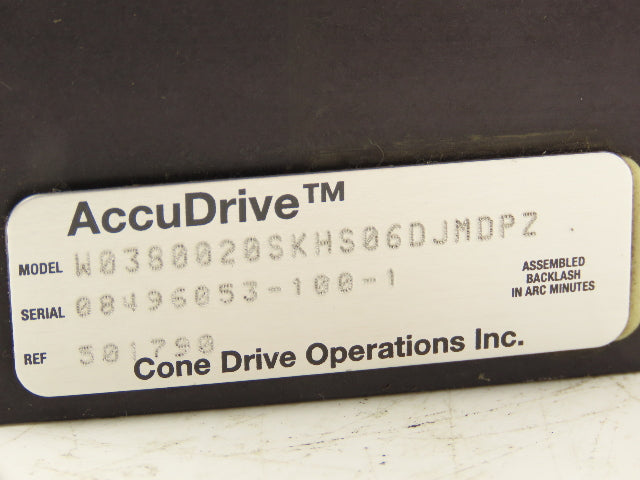 AccuDrive™
MODEL W0380020SKHS06DJMDPZ
SERIAL 08496053-100-1
REF 501790
ASSEMBLED
BACKLASH
IN ARC MINUTES
Cone Drive Operations Inc.